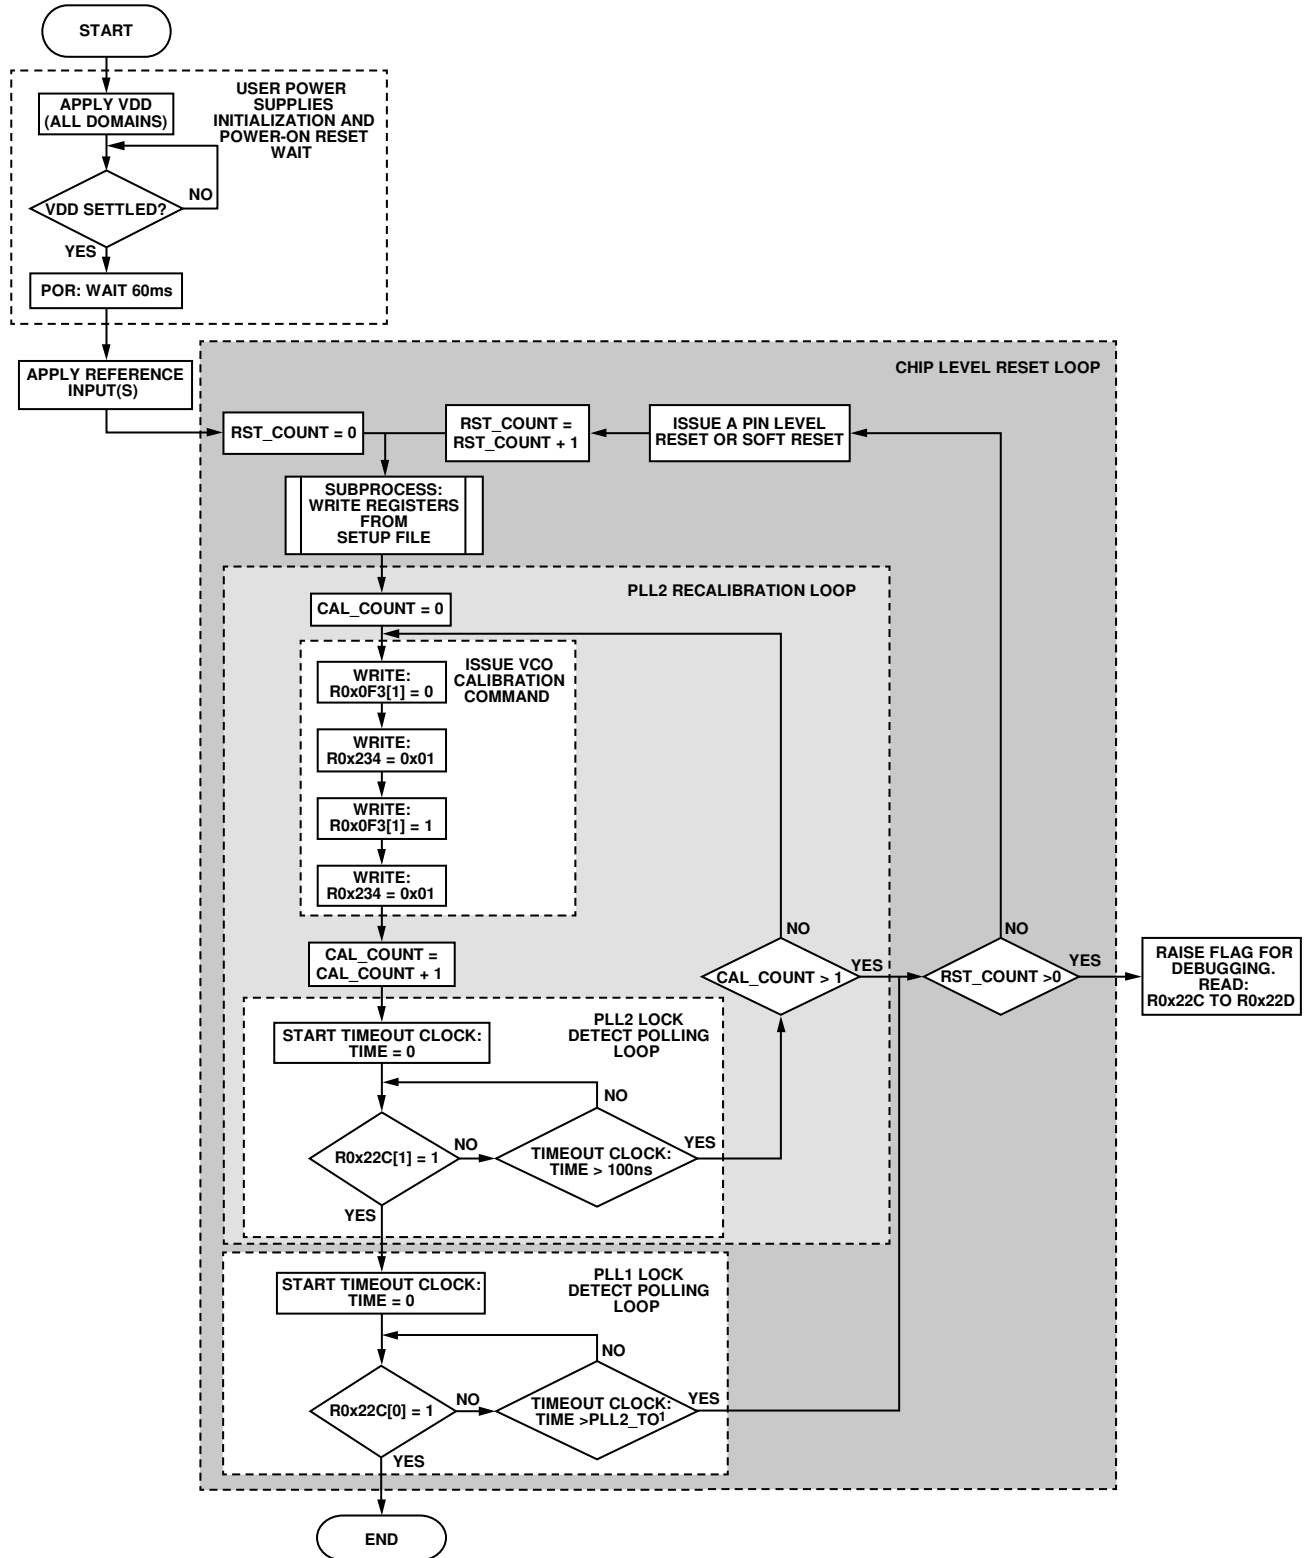 START
USER POWER
SUPPLIES
INITIALIZATION AND
POWER-ON RESET
WAIT
APPLY VDD
(ALL DOMAINS)
NO
VDD SETTLED?
YES
POR: WAIT 60ms
APPLY REFERENCE
INPUT(S)
CHIP LEVEL RESET LOOP
RST_COUNT = 0
RST_COUNT =
RST_COUNT + 1
ISSUE A PIN LEVEL
RESET OR SOFT RESET
SUBPROCESS:
WRITE REGISTERS
FROM
SETUP FILE
PLL2 RECALIBRATION LOOP
CAL_COUNT = 0
ISSUE VCO
CALIBRATION
COMMAND
WRITE:
R0x0F3[1] = 0
WRITE:
R0x234 = 0x01
WRITE:
R0x0F3[1] = 1
WRITE:
R0x234 = 0x01
CAL_COUNT =
CAL_COUNT + 1
NO
CAL_COUNT > 1
YES
NO
RST_COUNT >0
YES
RAISE FLAG FOR
DEBUGGING.
READ:
R0x22C TO R0x22D
PLL2 LOCK
DETECT POLLING
LOOP
START TIMEOUT CLOCK:
TIME = 0
NO
R0x22C[1] = 1
NO
TIMEOUT CLOCK:
TIME > 100ns
YES
YES
PLL1 LOCK
DETECT POLLING
LOOP
START TIMEOUT CLOCK:
TIME = 0
NO
R0x22C[0] = 1
NO
TIMEOUT CLOCK:
TIME >PLL2_TO1
YES
YES
END